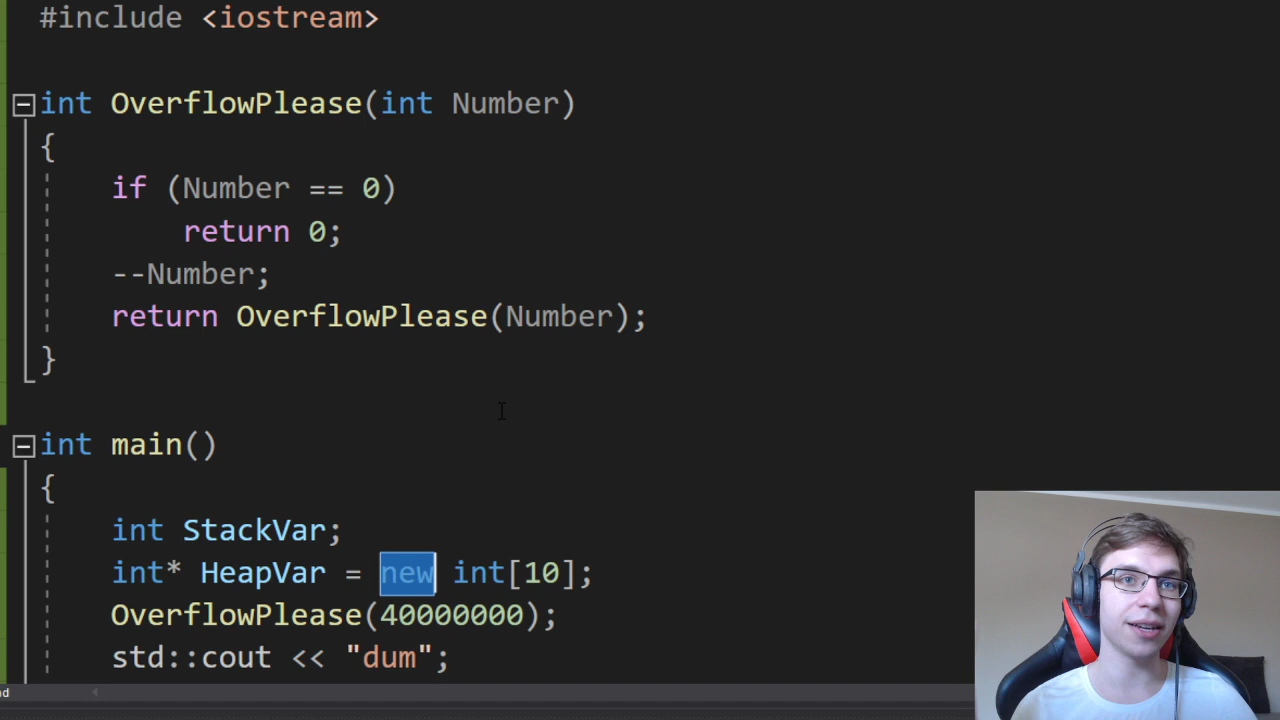 #include <iostream>
int OverflowPlease(int Number)
{
if (Number == 0)
return 0;
--Number;
return OverflowPlease(Number);
}
int main()
{
int StackVar;
int* HeapVar = new int[10];
OverflowPlease(40000000);
std::cout << "dum";
nd